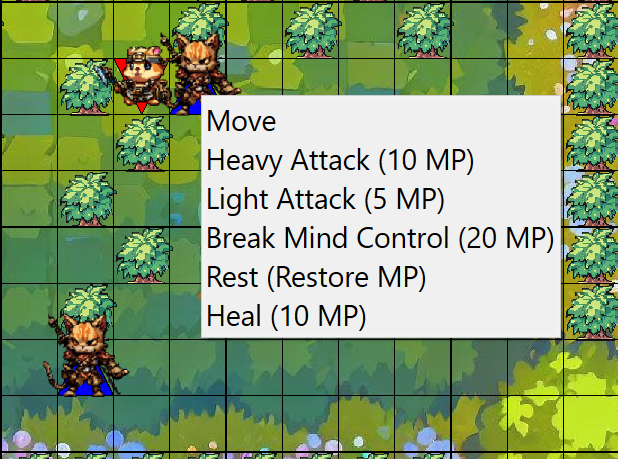 Move
Heavy Attack (10 MP)
Light Attack (5 MP)
Break Mind Control (20 MP)
Rest (Restore MP)
Heal (10 MP)